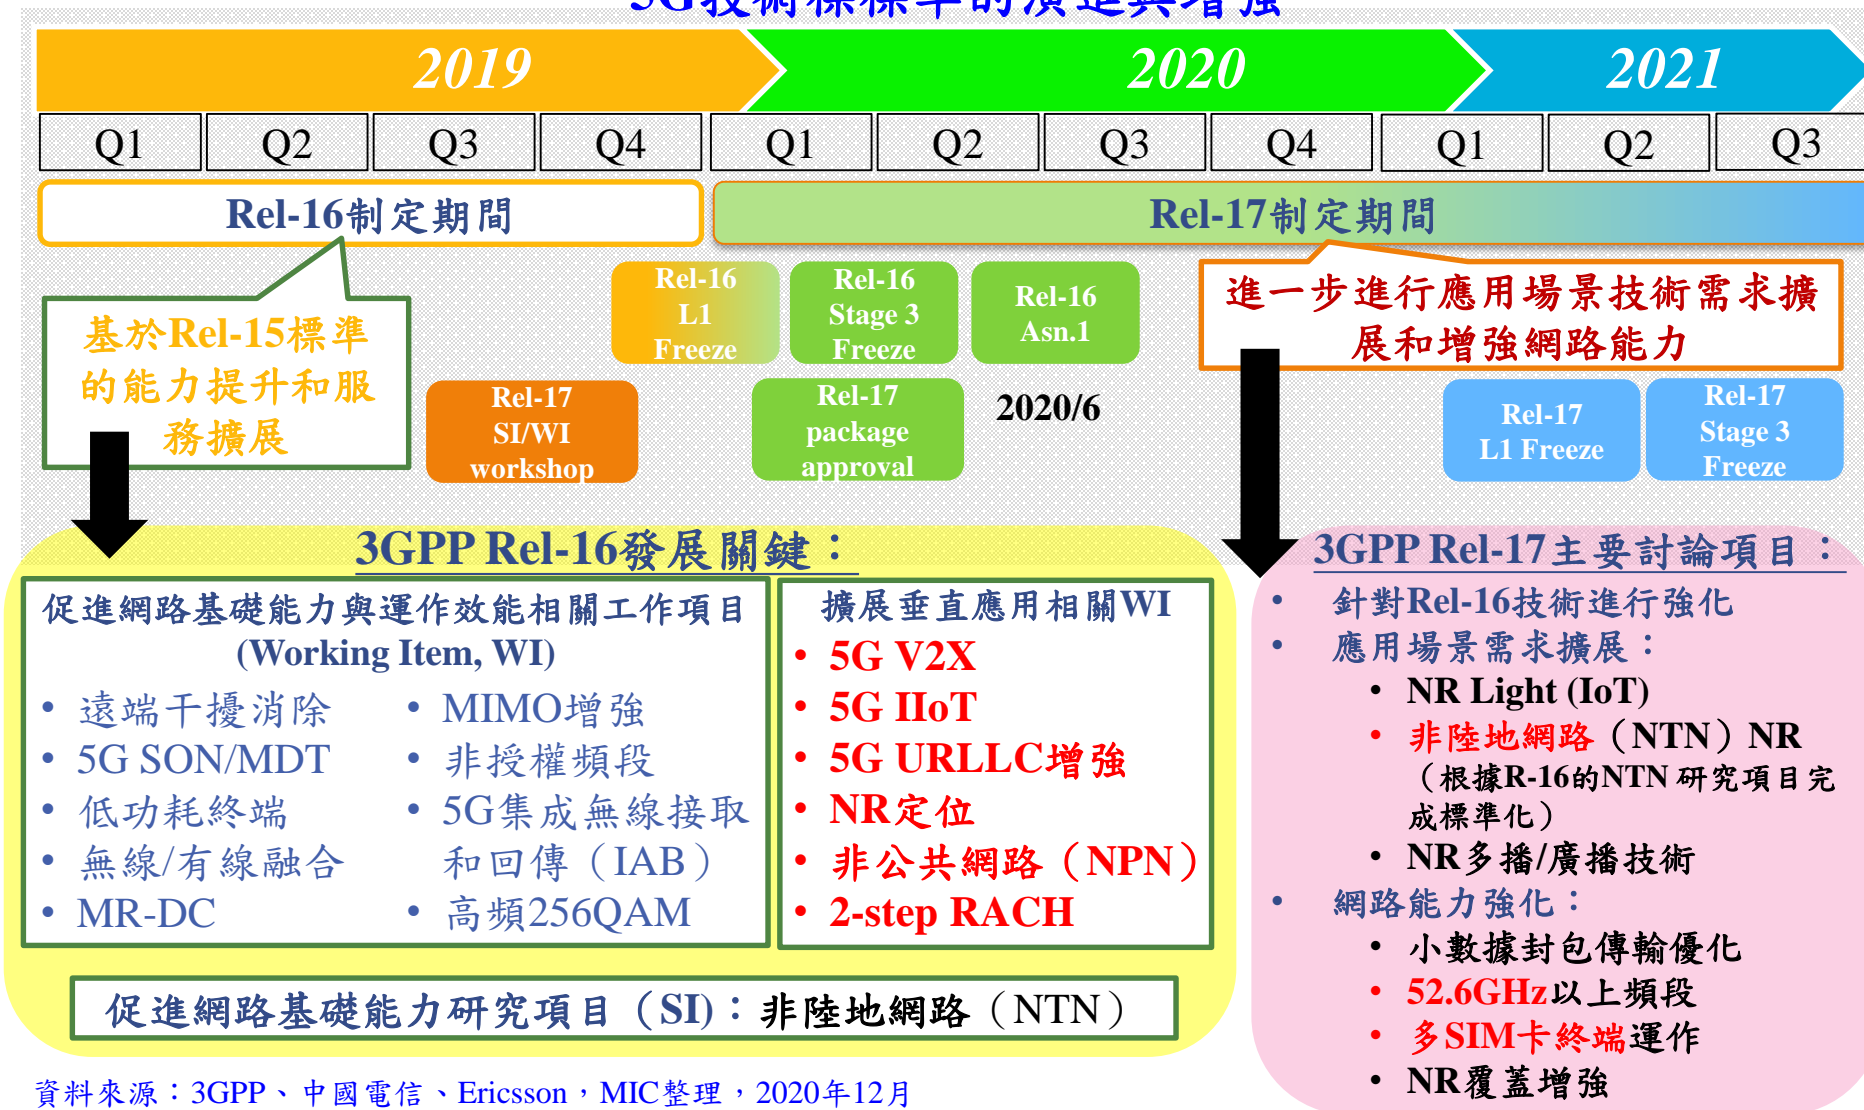 5G技術標標準的演進與增強
2019
2020
2021
Q1
Q2
Q3
Q4
Q1
Q2
Q3
Q4
Q1
Q2
Q3
Rel-16制定期間
Rel-17制定期間
基於Rel-15標準
的能力提升和服
務擴展
Rel-16
L1
Freeze
Rel-16
Stage 3
Freeze
Rel-16
Asn.1
進一步進行應用場景技術需求擴
展和增強網路能力
Rel-17
SI/WI
workshop
Rel-17
package
approval
2020/6
Rel-17
L1 Freeze
Rel-17
Stage 3
Freeze
3GPP Rel-16發展關鍵：
促進網路基礎能力與運作效能相關工作項目
(Working Item, WI)
• 遠端干擾消除
• 5G SON/MDT
• 低功耗終端
• 無線/有線融合
• MR-DC
• MIMO增強
• 非授權頻段
• 5G集成無線接取
和回傳（IAB）
• 高頻256QAM
擴展垂直應用相關WI
• 5G V2X
• 5G IIoT
• 5G URLLC增強
• NR定位
• 非公共網路（NPN）
• 2-step RACH
促進網路基礎能力研究項目（SI)：非陸地網路（NTN）
3GPP Rel-17主要討論項目：
• 針對Rel-16技術進行強化
• 應用場景需求擴展：
• NR Light (IoT)
• 非陸地網路（NTN）NR
（根據R-16的NTN 研究項目完
成標準化）
• NR多播/廣播技術
• 網路能力強化：
• 小數據封包傳輸優化
• 52.6GHz以上頻段
• 多SIM卡終端運作
• NR覆蓋增強
資料來源：3GPP、中國電信、Ericsson，MIC整理，2020年12月